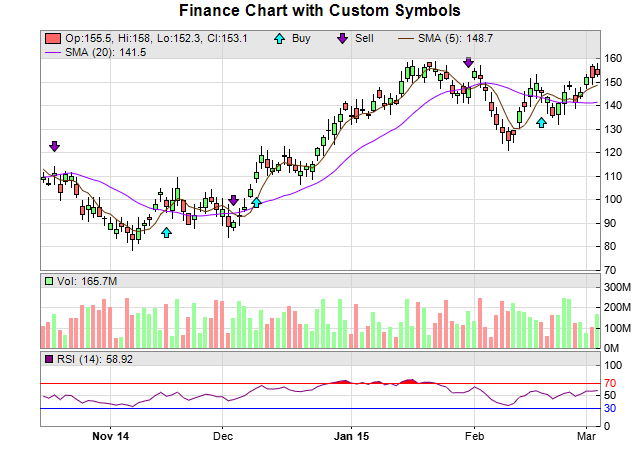 Finance Chart with Custom Symbols
Op:155.5, Hi:158, Lo:152.3, Cl:153.1 Buy Sell SMA (5): 148.7
SMA (20): 141.5
160
150
140
130
120
110
100
90
80
70
Vol: 165.7M
300M
200M
100M
0M
RSI (14): 58.92
100
70
50
30
0
Nov 14 Dec Jan 15 Feb Mar